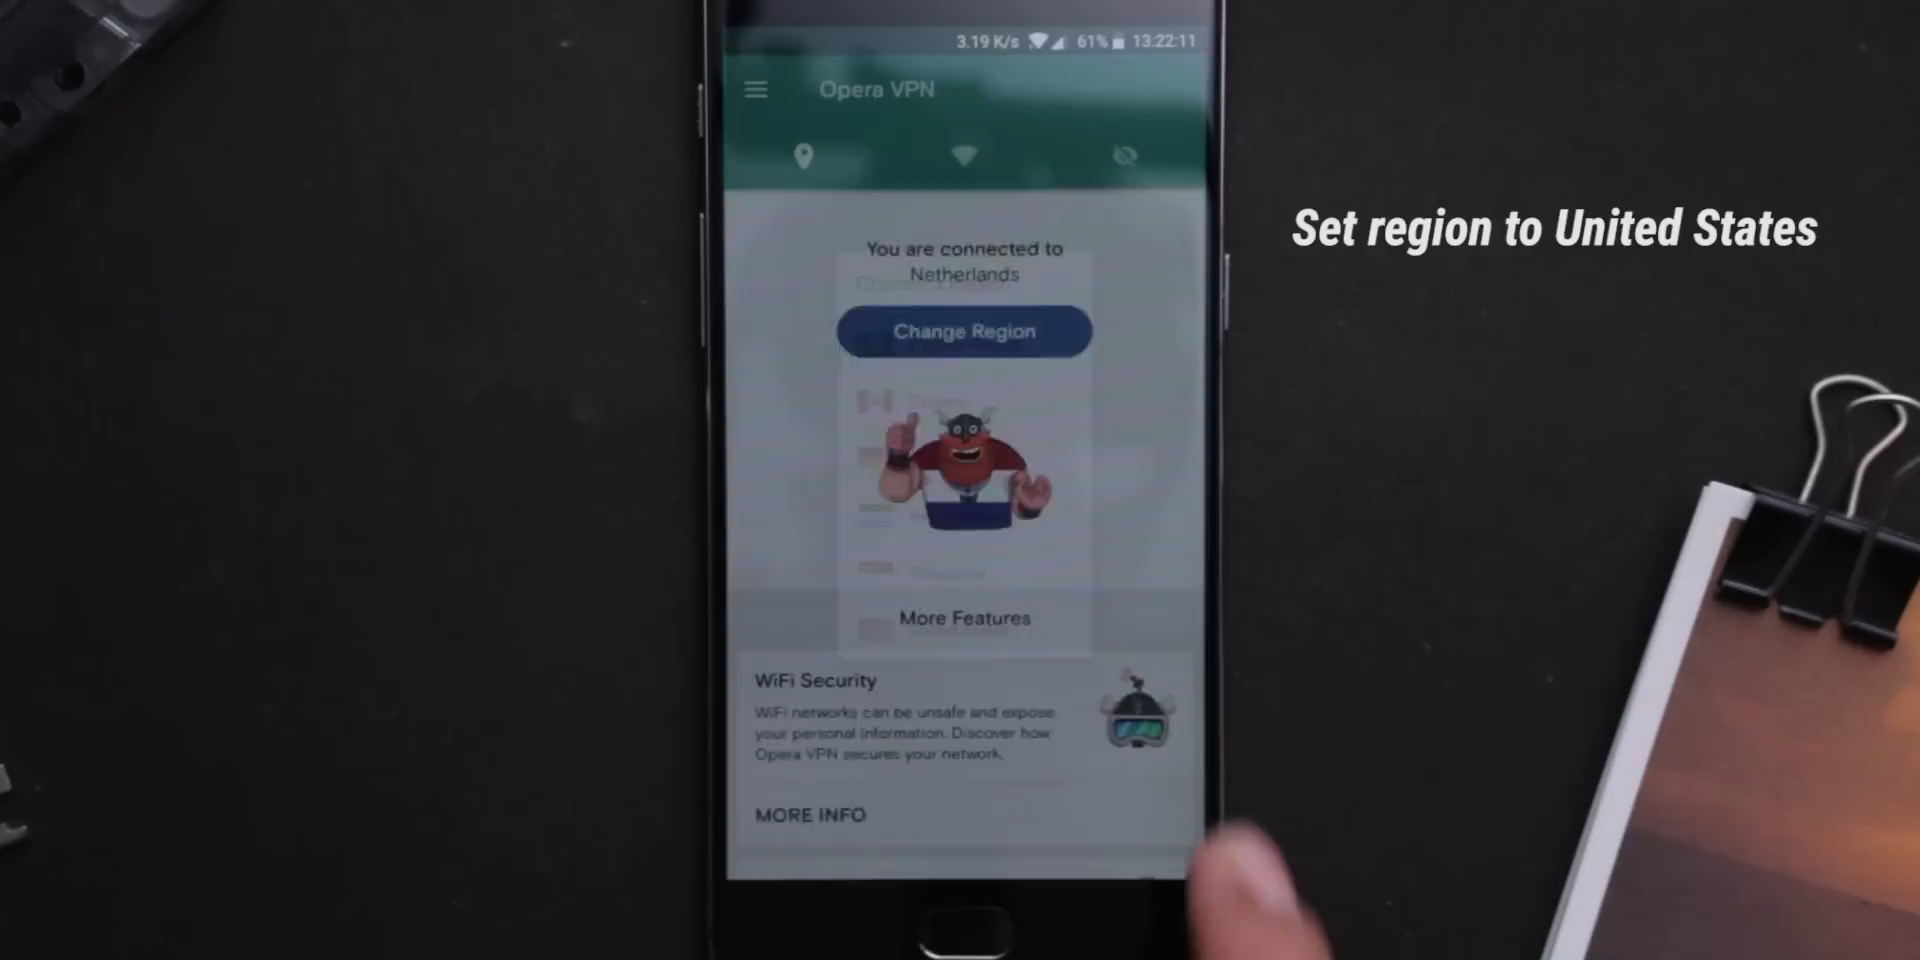 3.19 K/s 61% 13:22:11
Opera VPN
Set region to United States
You are connected to
Netherlands
Change Region
More Features
WiFi Security
WiFi networks can be unsafe and expose
your personal information. Discover how
Opera VPN secures your network.
MORE INFO